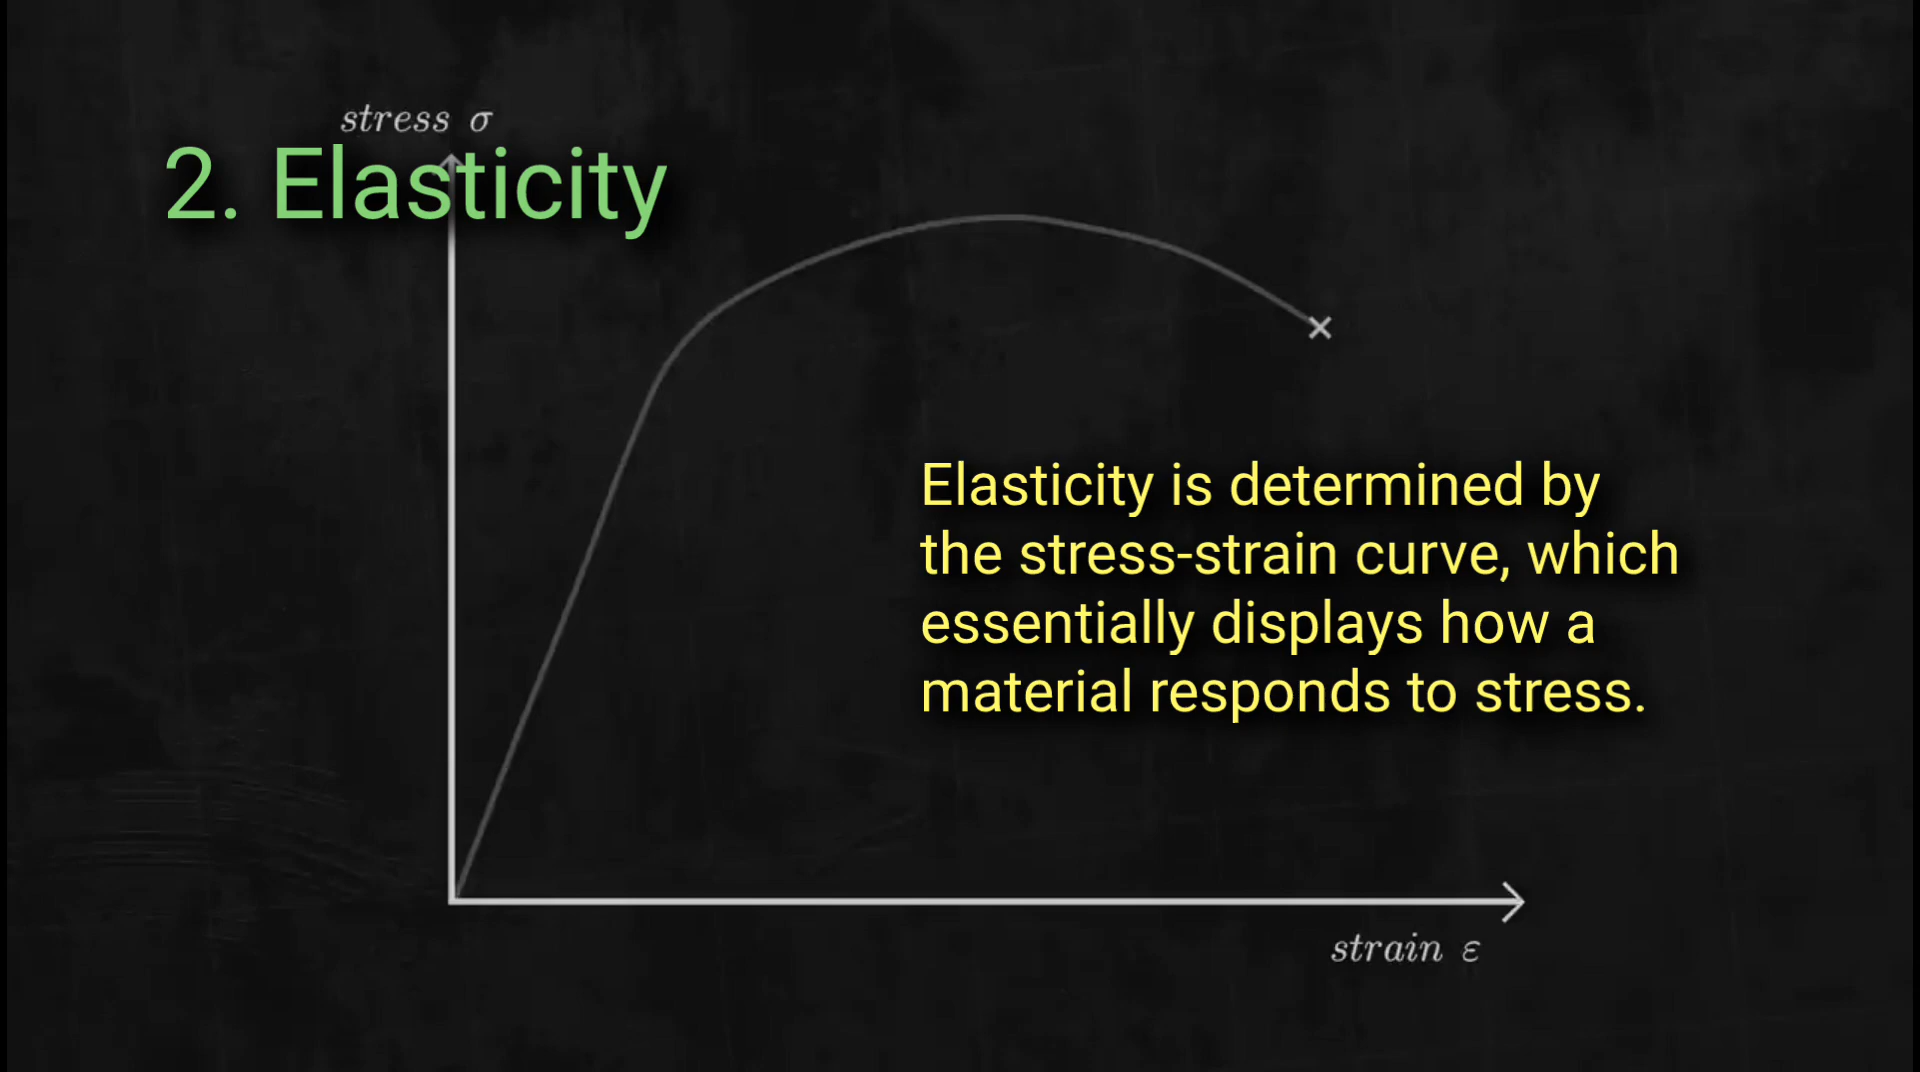 stress σ
2. Elasticity
Elasticity is determined by
the stress-strain curve, which
essentially displays how a
material responds to stress.
strain ε